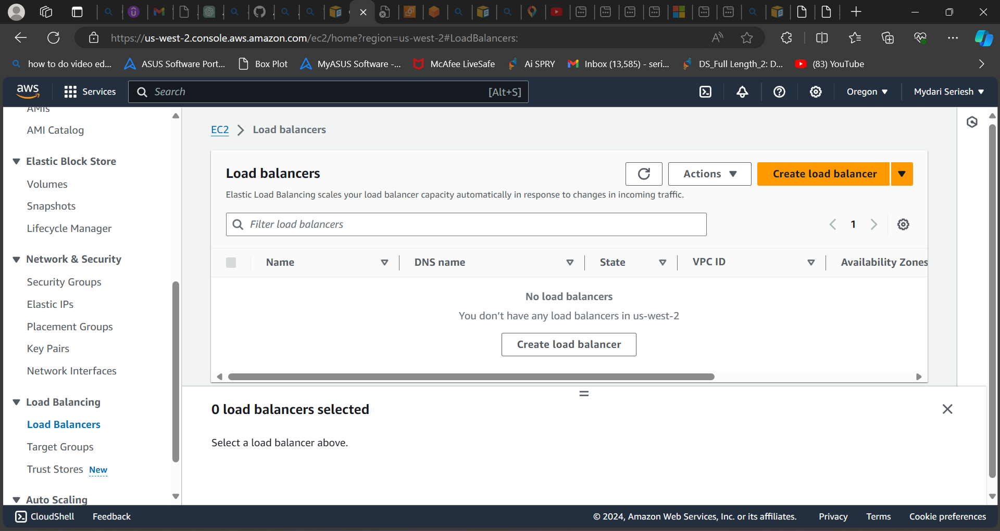 https://us-west-2.console.aws.amazon.com/ec2/home?region=us-west-2#LoadBalancers:
how to do video ed...
ASUS Software Port...
Box Plot
MyASUS Software -...
McAfee LiveSafe
Ai SPRY
Inbox (13,585) - seri...
DS_Full Length_2: D...
(83) YouTube
aws
Services
Search
[Alt+S]
Oregon
Mydari Seriesh
AMIs
AMI Catalog
Elastic Block Store
Volumes
Snapshots
Lifecycle Manager
Network & Security
Security Groups
Elastic IPs
Placement Groups
Key Pairs
Network Interfaces
Load Balancing
Load Balancers
Target Groups
Trust Stores New
Auto Scaling
EC2 > Load balancers
Load balancers
Actions
Create load balancer
Elastic Load Balancing scales your load balancer capacity automatically in response to changes in incoming traffic.
Filter load balancers
1
Name
DNS name
State
VPC ID
Availability Zones
No load balancers
You don't have any load balancers in us-west-2
Create load balancer
0 load balancers selected
Select a load balancer above.
CloudShell
Feedback
© 2024, Amazon Web Services, Inc. or its affiliates.
Privacy
Terms
Cookie preferences